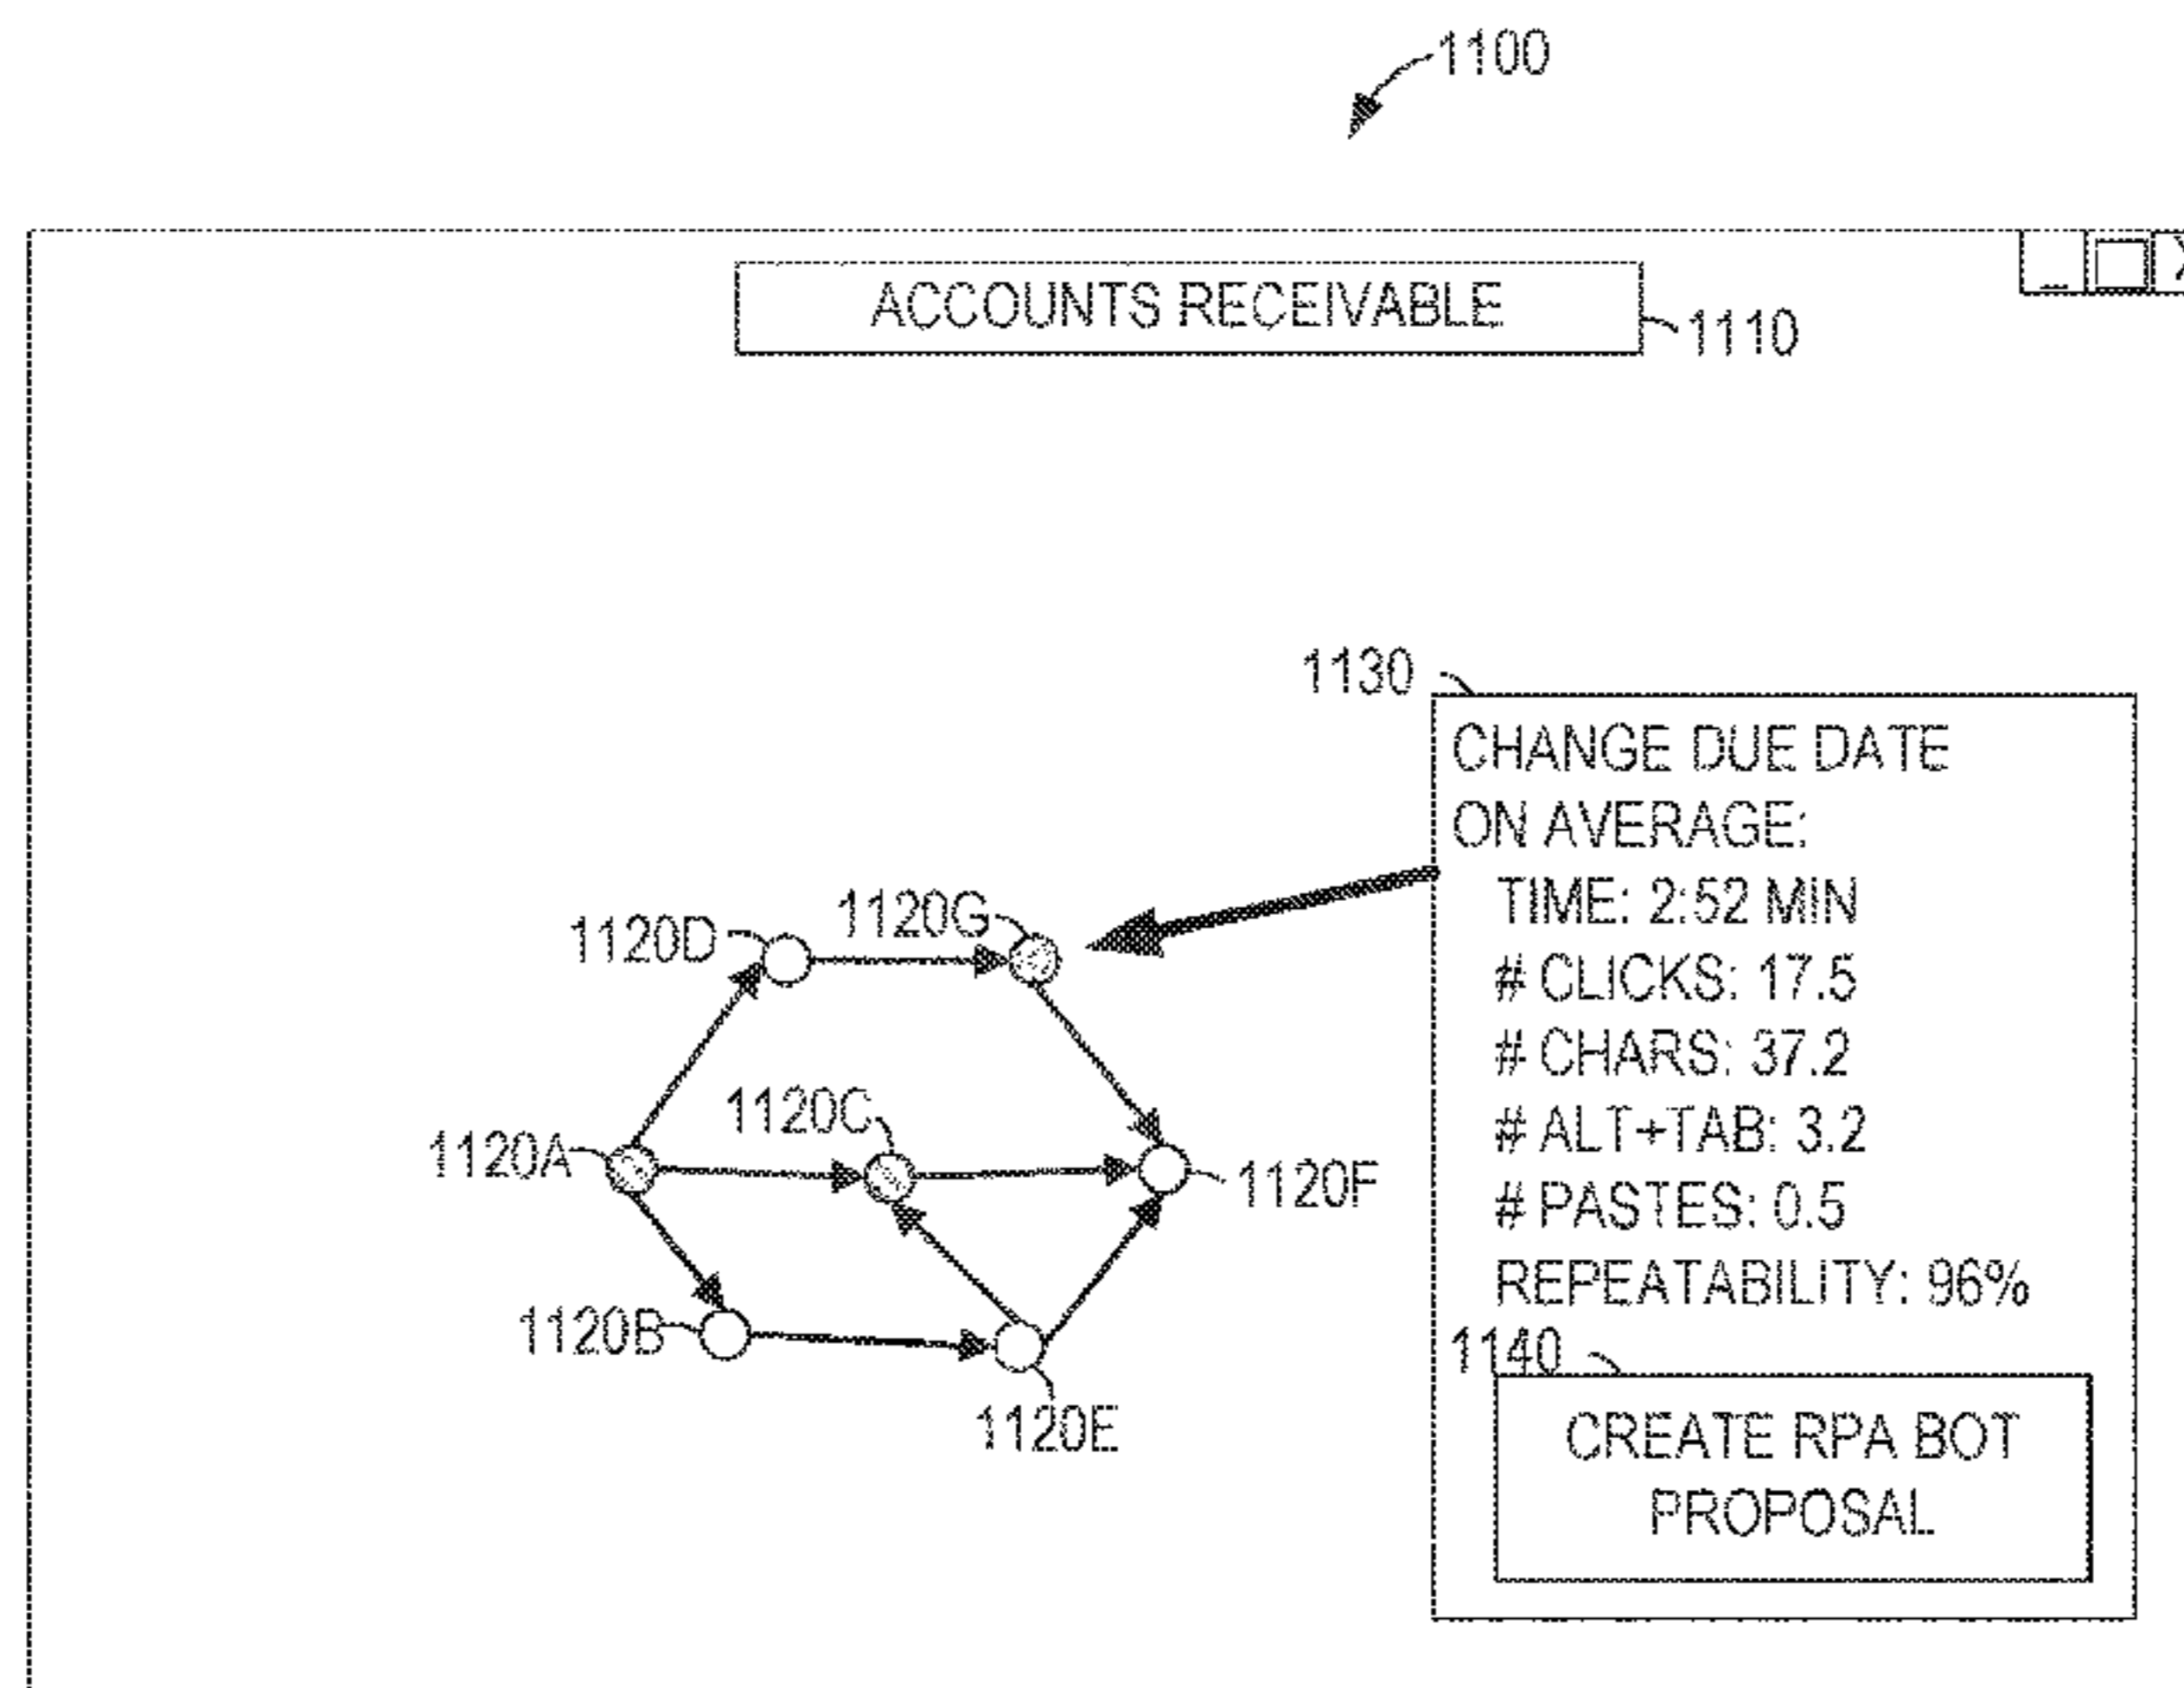 1100
ACCOUNTS RECEIVABLE
1110
_ X
1130
CHANGE DUE DATE
ON AVERAGE:
TIME: 2:52 MIN
# CLICKS: 17.5
# CHARS: 37.2
# ALT+TAB: 3.2
# PASTES: 0.5
REPEATABILITY: 96%
1140
CREATE RPA BOT
PROPOSAL
1120D
1120G
1120C
1120A
1120F
1120B
1120E